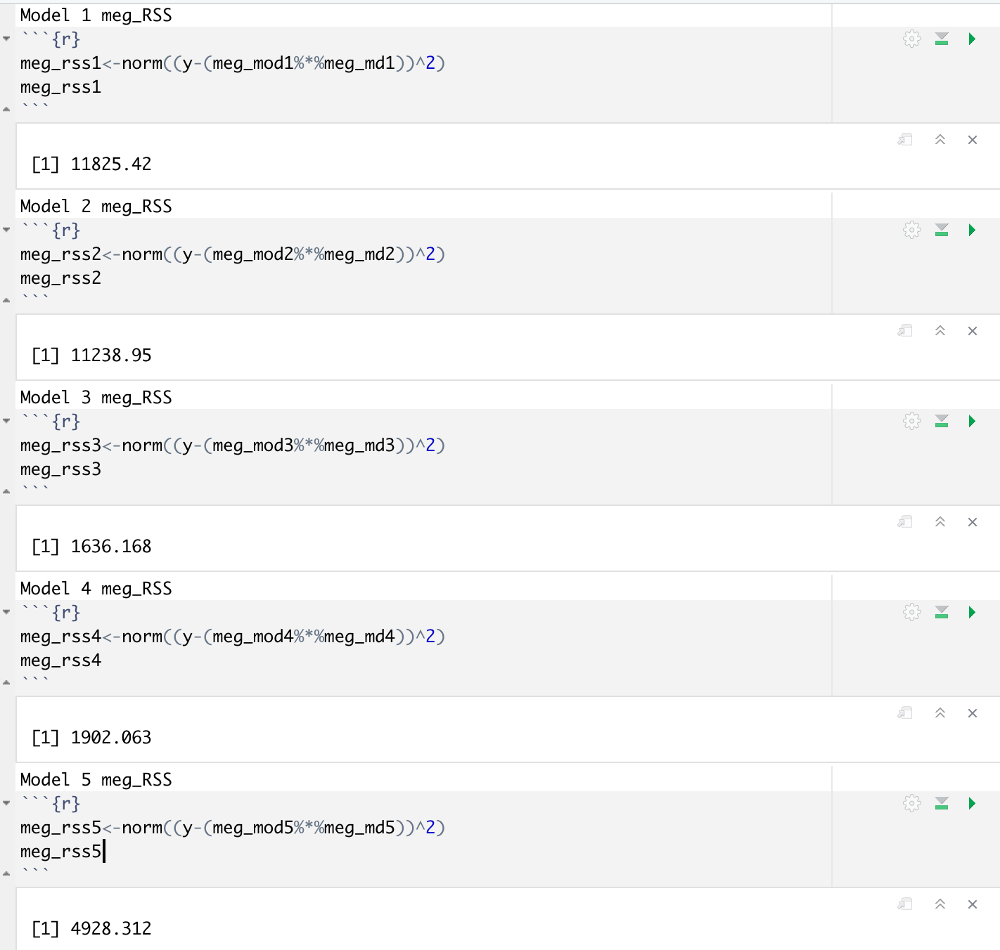 Model 1 meg_RSS
```{r}
meg_rss1<-norm((y-(meg_mod1%*%meg_md1))^2)
meg_rss1
```
[1] 11825.42
Model 2 meg_RSS
```{r}
meg_rss2<-norm((y-(meg_mod2%*%meg_md2))^2)
meg_rss2
```
[1] 11238.95
Model 3 meg_RSS
```{r}
meg_rss3<-norm((y-(meg_mod3%*%meg_md3))^2)
meg_rss3
```
[1] 1636.168
Model 4 meg_RSS
```{r}
meg_rss4<-norm((y-(meg_mod4%*%meg_md4))^2)
meg_rss4
```
[1] 1902.063
Model 5 meg_RSS
```{r}
meg_rss5<-norm((y-(meg_mod5%*%meg_md5))^2)
meg_rss5
```
[1] 4928.312